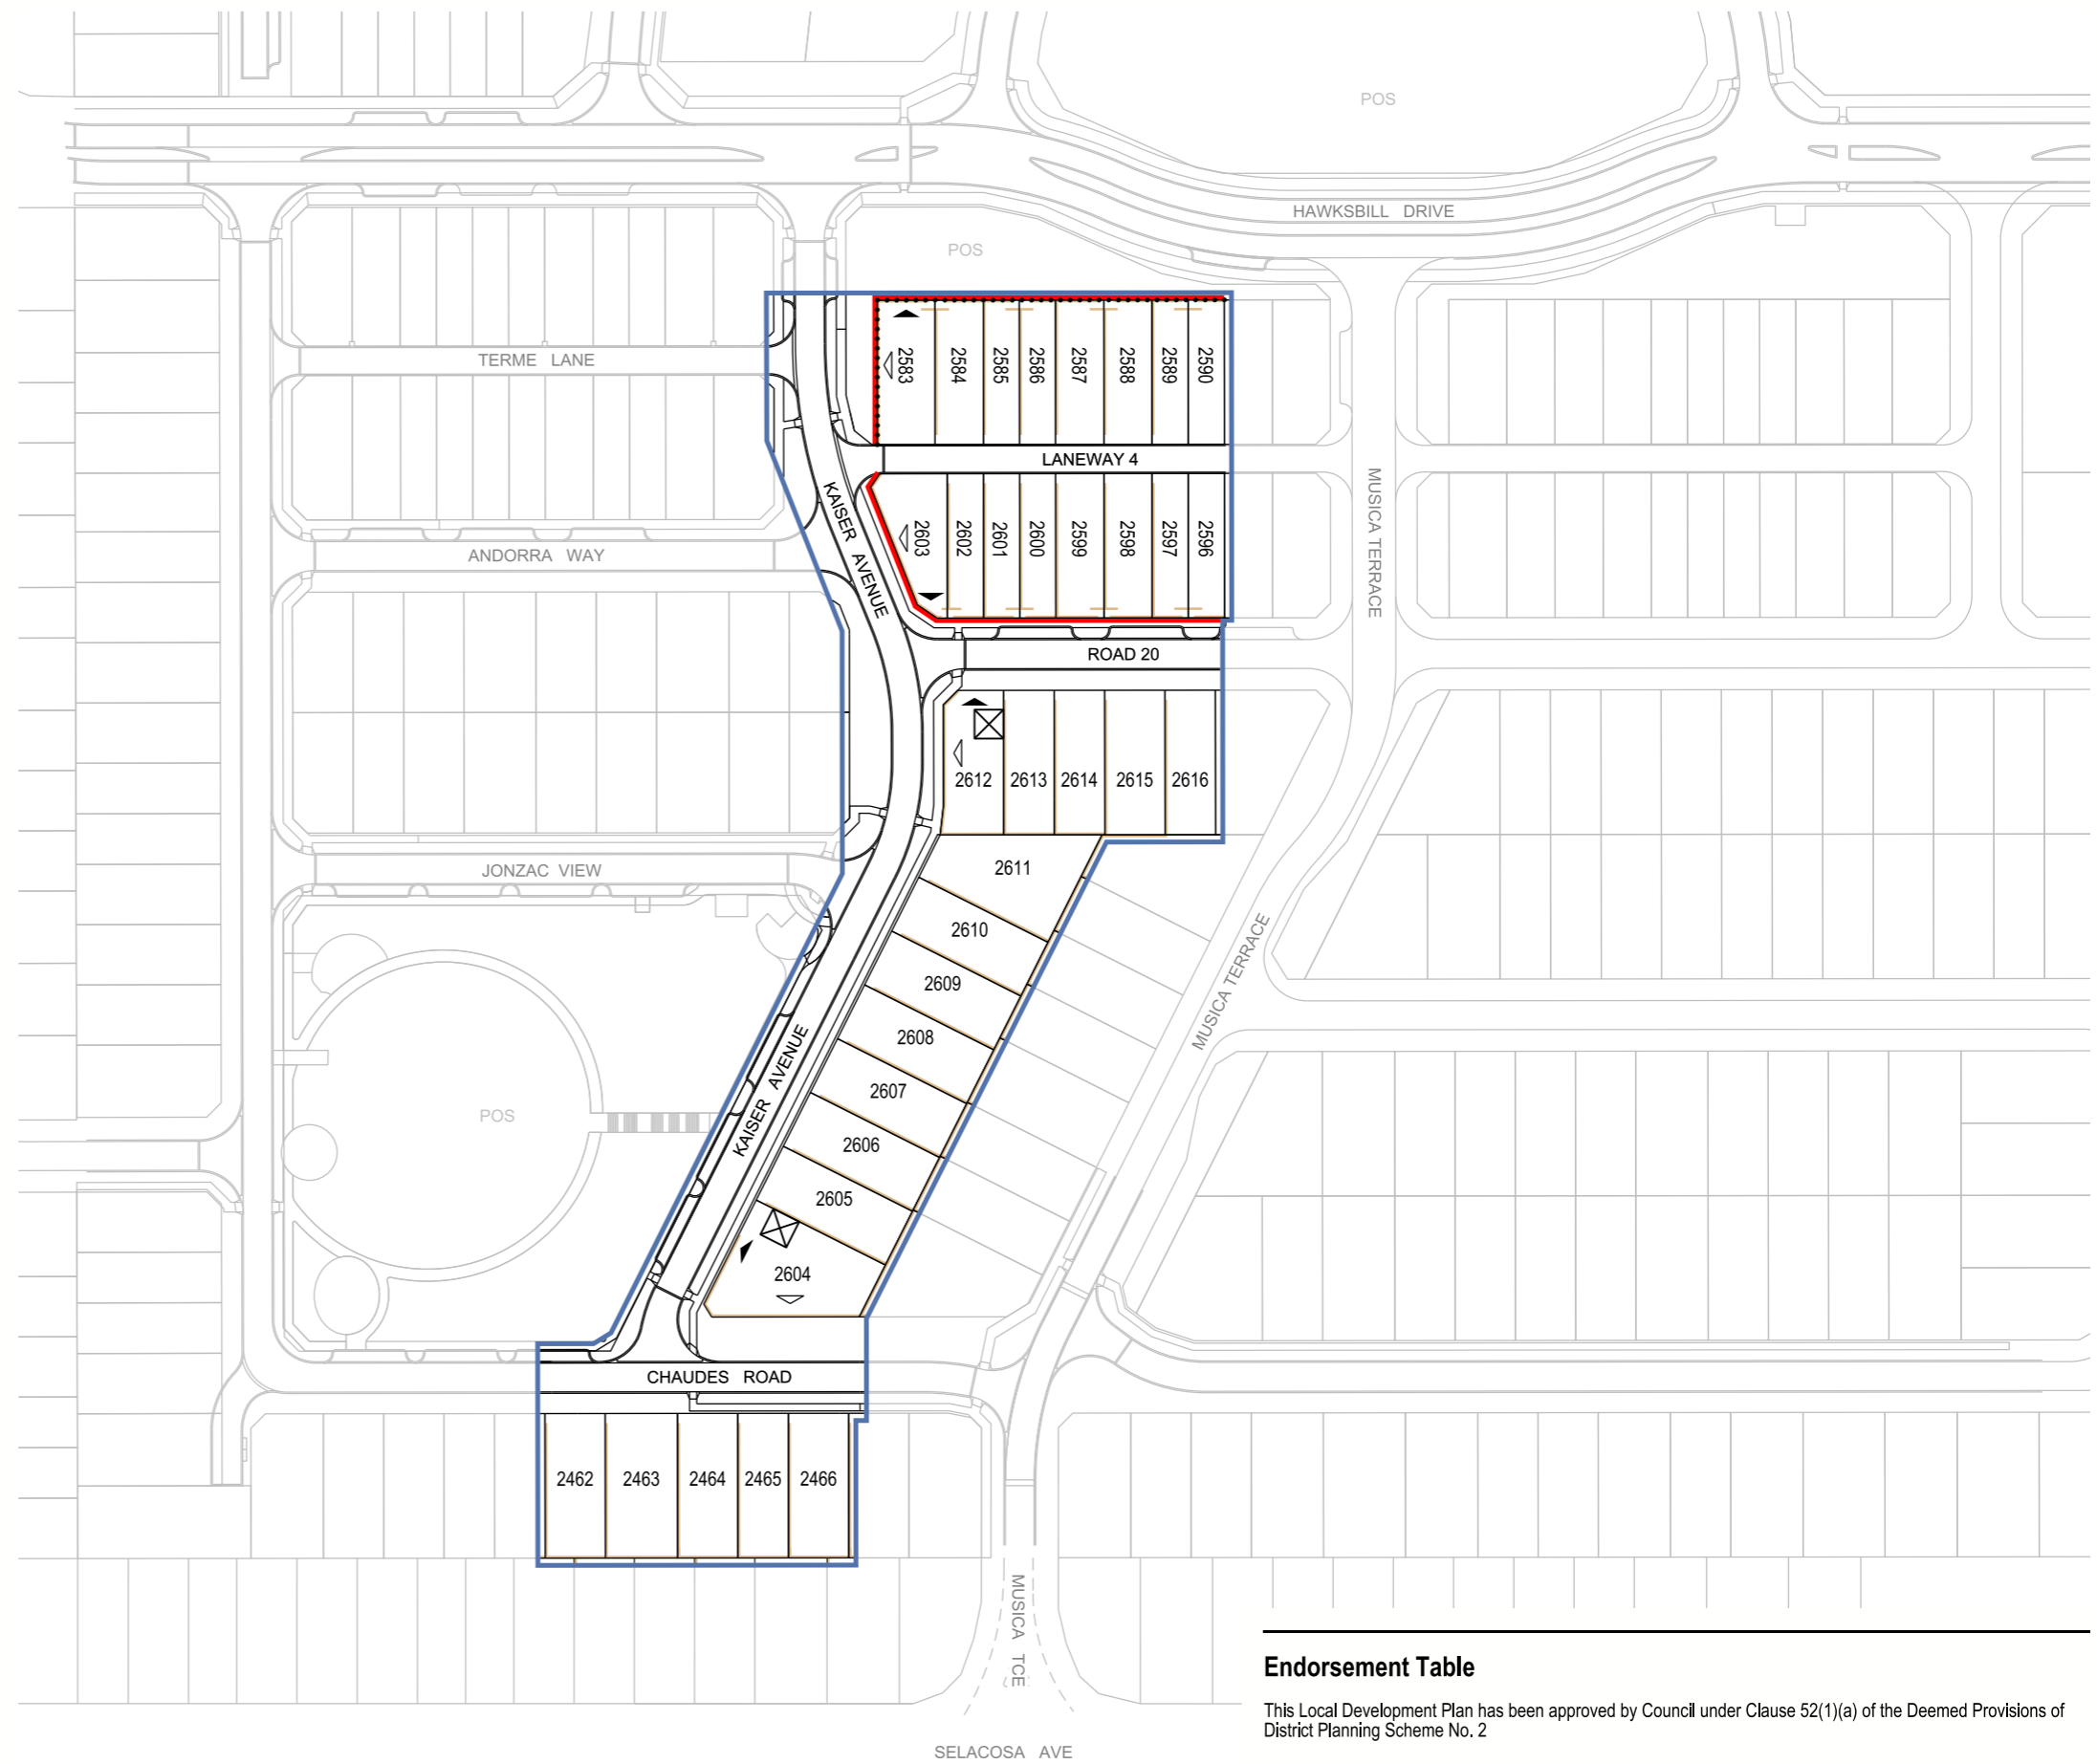 POS
HAWKSBILL DRIVE
POS
TERME LANE
2583
2584
2585
2586
2587
2588
2589
2590
LANEWAY 4
KAISER AVENUE
MUSICA TERRACE
2603
2602
2601
2600
2599
2598
2597
2596
ANDORRA WAY
ROAD 20
2612
2613
2614
2615
2616
JONZAC VIEW
2611
2610
2609
2608
2607
2606
2605
2604
MUSICA TERRACE
KAISER AVENUE
POS
CHAUDES ROAD
2462
2463
2464
2465
2466
MUSICA TCE
SELACOSA AVE
Endorsement Table
This Local Development Plan has been approved by Council under Clause 52(1)(a) of the Deemed Provisions of
District Planning Scheme No. 2